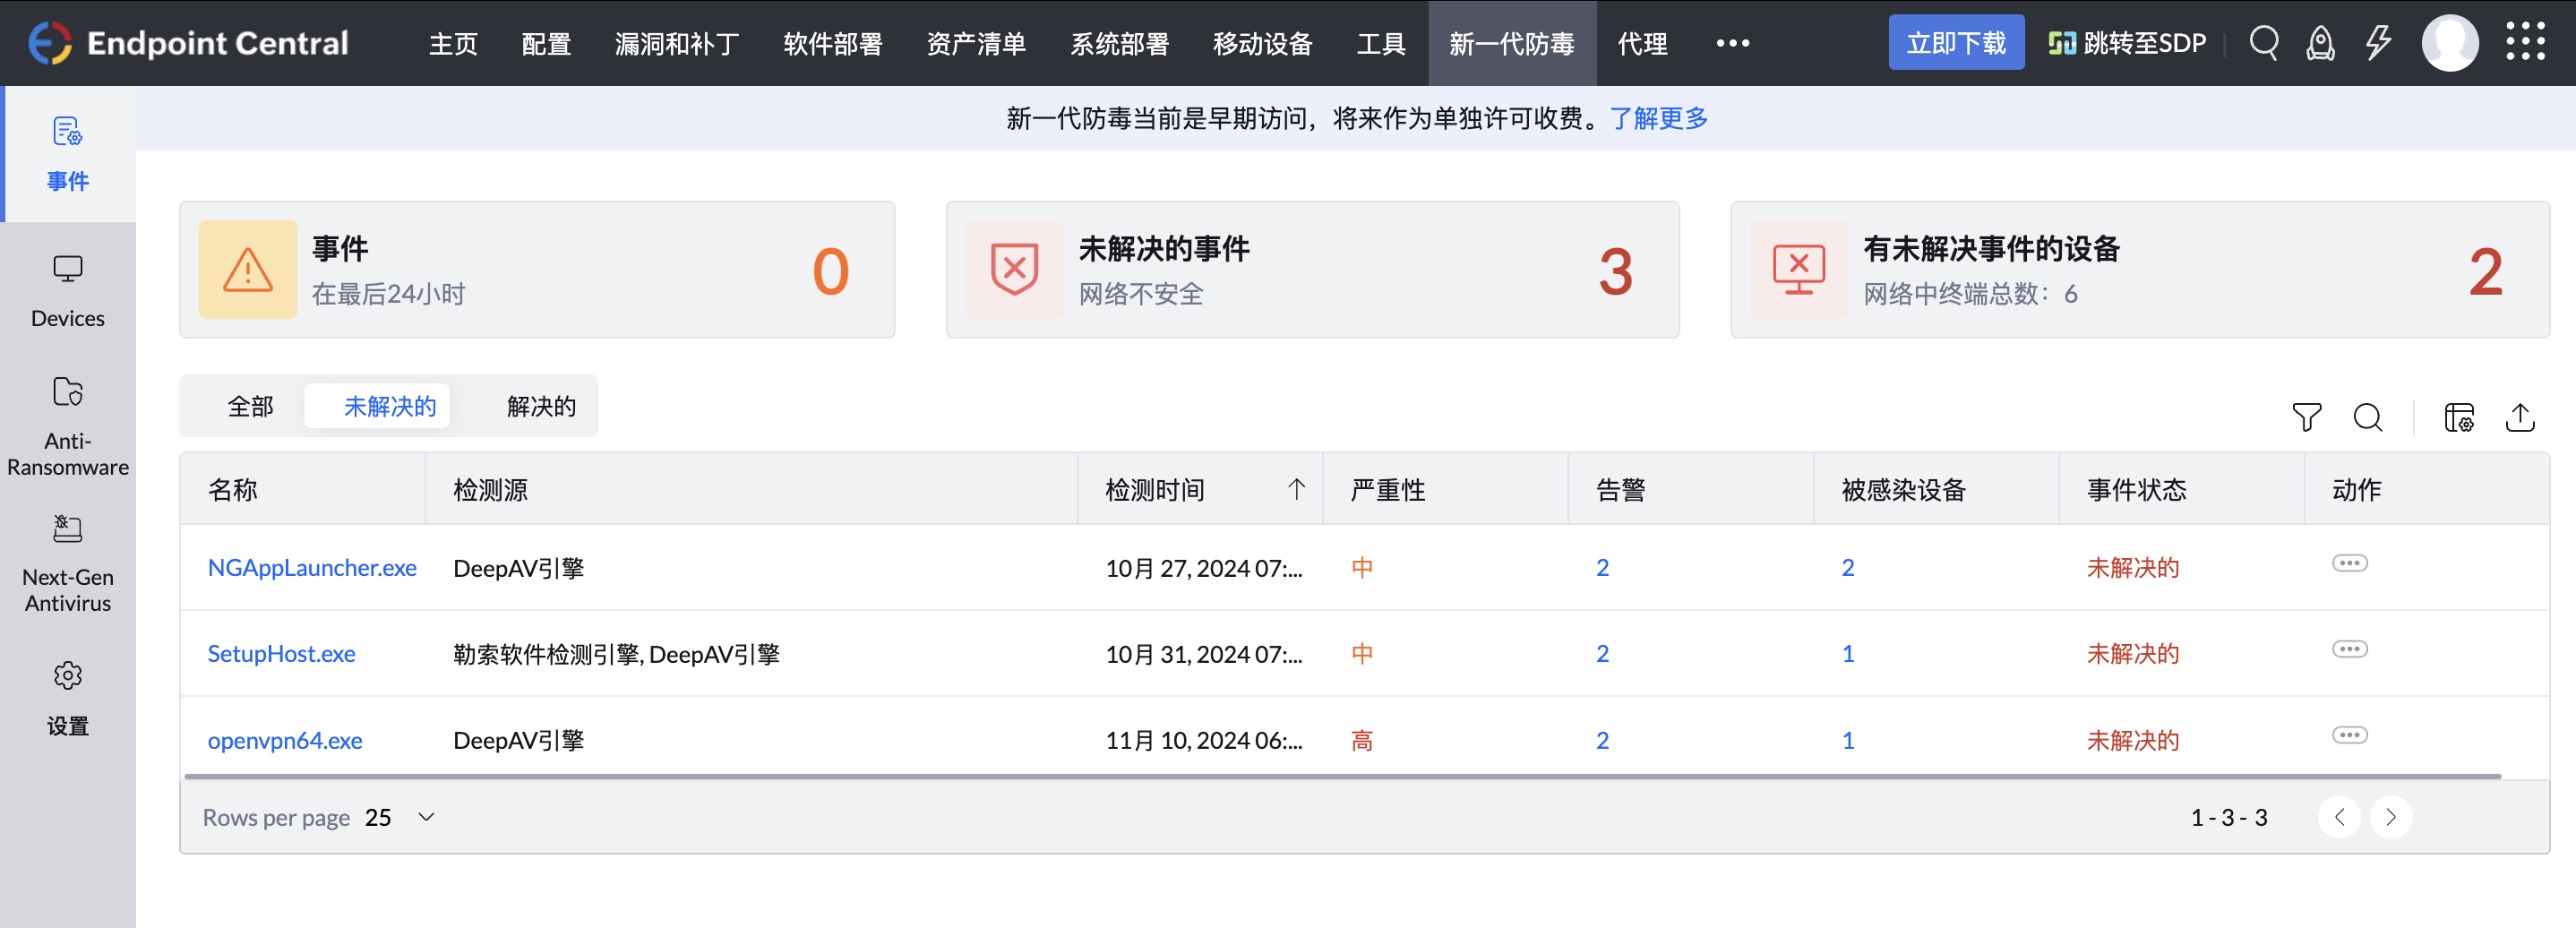 Endpoint Central 主页 配置 漏洞和补丁 软件部署 资产清单 系统部署 移动设备 工具 新一代防毒 代理 ••• 立即下载 跳转至SDP
新一代防毒当前是早期访问，将来作为单独许可收费。了解更多
事件
Devices
Anti-
Ransomware
Next-Gen
Antivirus
设置
事件
在最后24小时
0
未解决的事件
网络不安全
3
有未解决事件的设备
网络中终端总数：6
2
全部 未解决的 解决的
名称 检测源 检测时间 严重性 告警 被感染设备 事件状态 动作
NGAppLauncher.exe DeepAV引擎 10月 27, 2024 07:... 中 2 2 未解决的
SetupHost.exe 勒索软件检测引擎, DeepAV引擎 10月 31, 2024 07:... 中 2 1 未解决的
openvpn64.exe DeepAV引擎 11月 10, 2024 06:... 高 2 1 未解决的
Rows per page 25 1 - 3 - 3